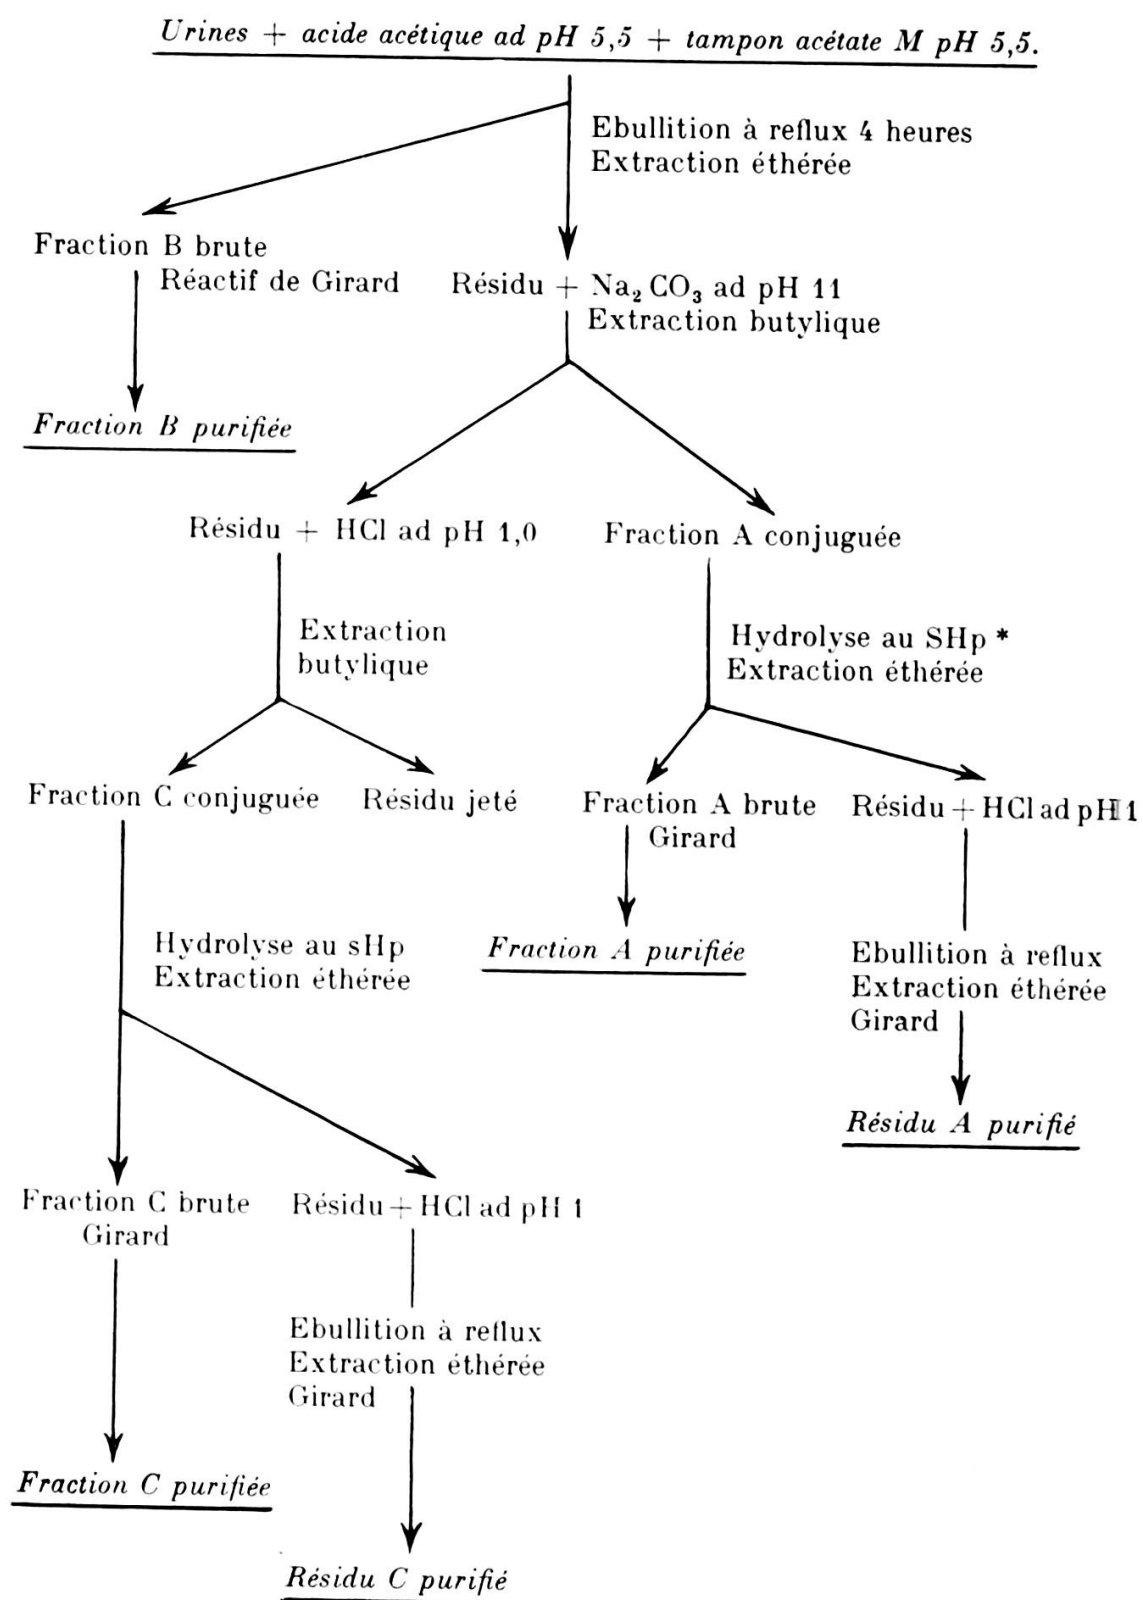 Urines + acide acétique ad pH 5,5 + tampon acétate M pH 5,5.
Ebullition à reflux 4 heures
Extraction éthérée
Fraction B brute
Réactif de Girard
Résidu + Na₂CO₃ ad pH 11
Extraction butylique
Fraction B purifiée
Résidu + HCl ad pH 1,0
Fraction A conjuguée
Extraction
butylique
Hydrolyse au SHp *
Extraction éthérée
Fraction C conjuguée
Résidu jeté
Fraction A brute
Girard
Résidu + HCl ad pH 1
Hydrolyse au sHp
Extraction éthérée
Fraction A purifiée
Ebullition à reflux
Extraction éthérée
Girard
Résidu A purifié
Fraction C brute
Girard
Résidu + HCl ad pH 1
Ebullition à reflux
Extraction éthérée
Girard
Fraction C purifiée
Résidu C purifié